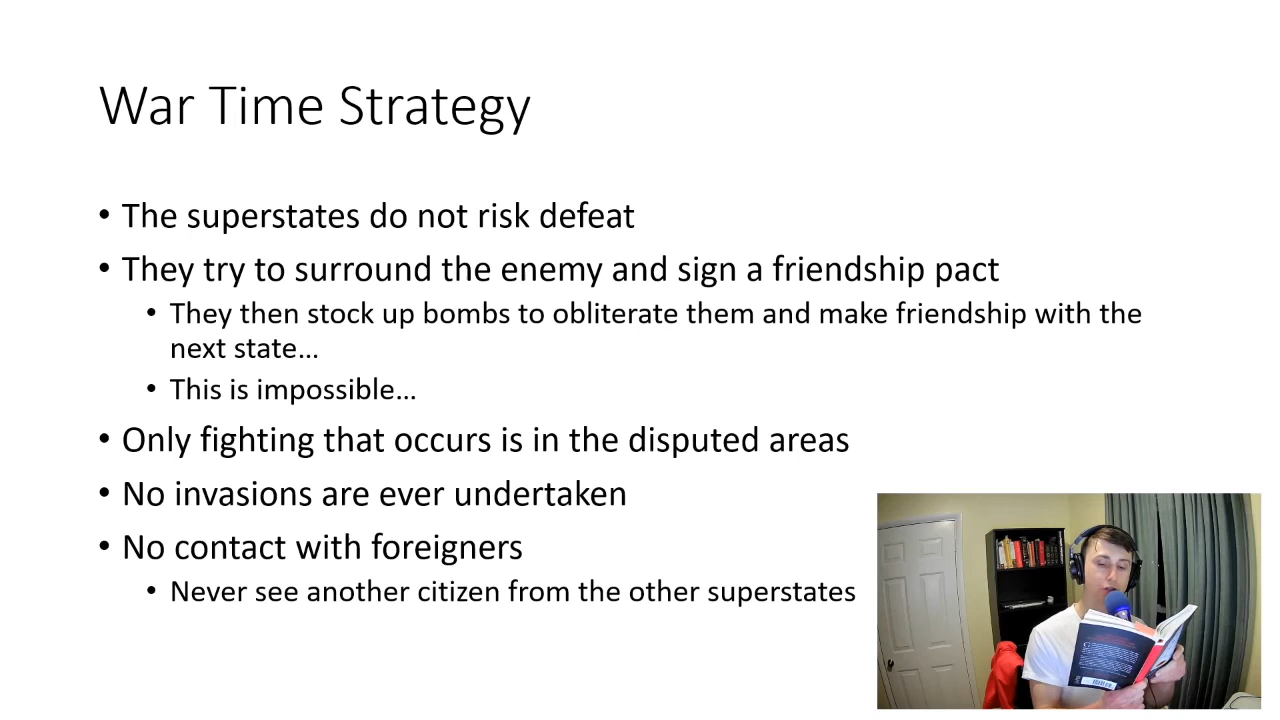 War Time Strategy
• The superstates do not risk defeat
• They try to surround the enemy and sign a friendship pact
• They then stock up bombs to obliterate them and make friendship with the
next state…
• This is impossible…
• Only fighting that occurs is in the disputed areas
• No invasions are ever undertaken
• No contact with foreigners
• Never see another citizen from the other superstates